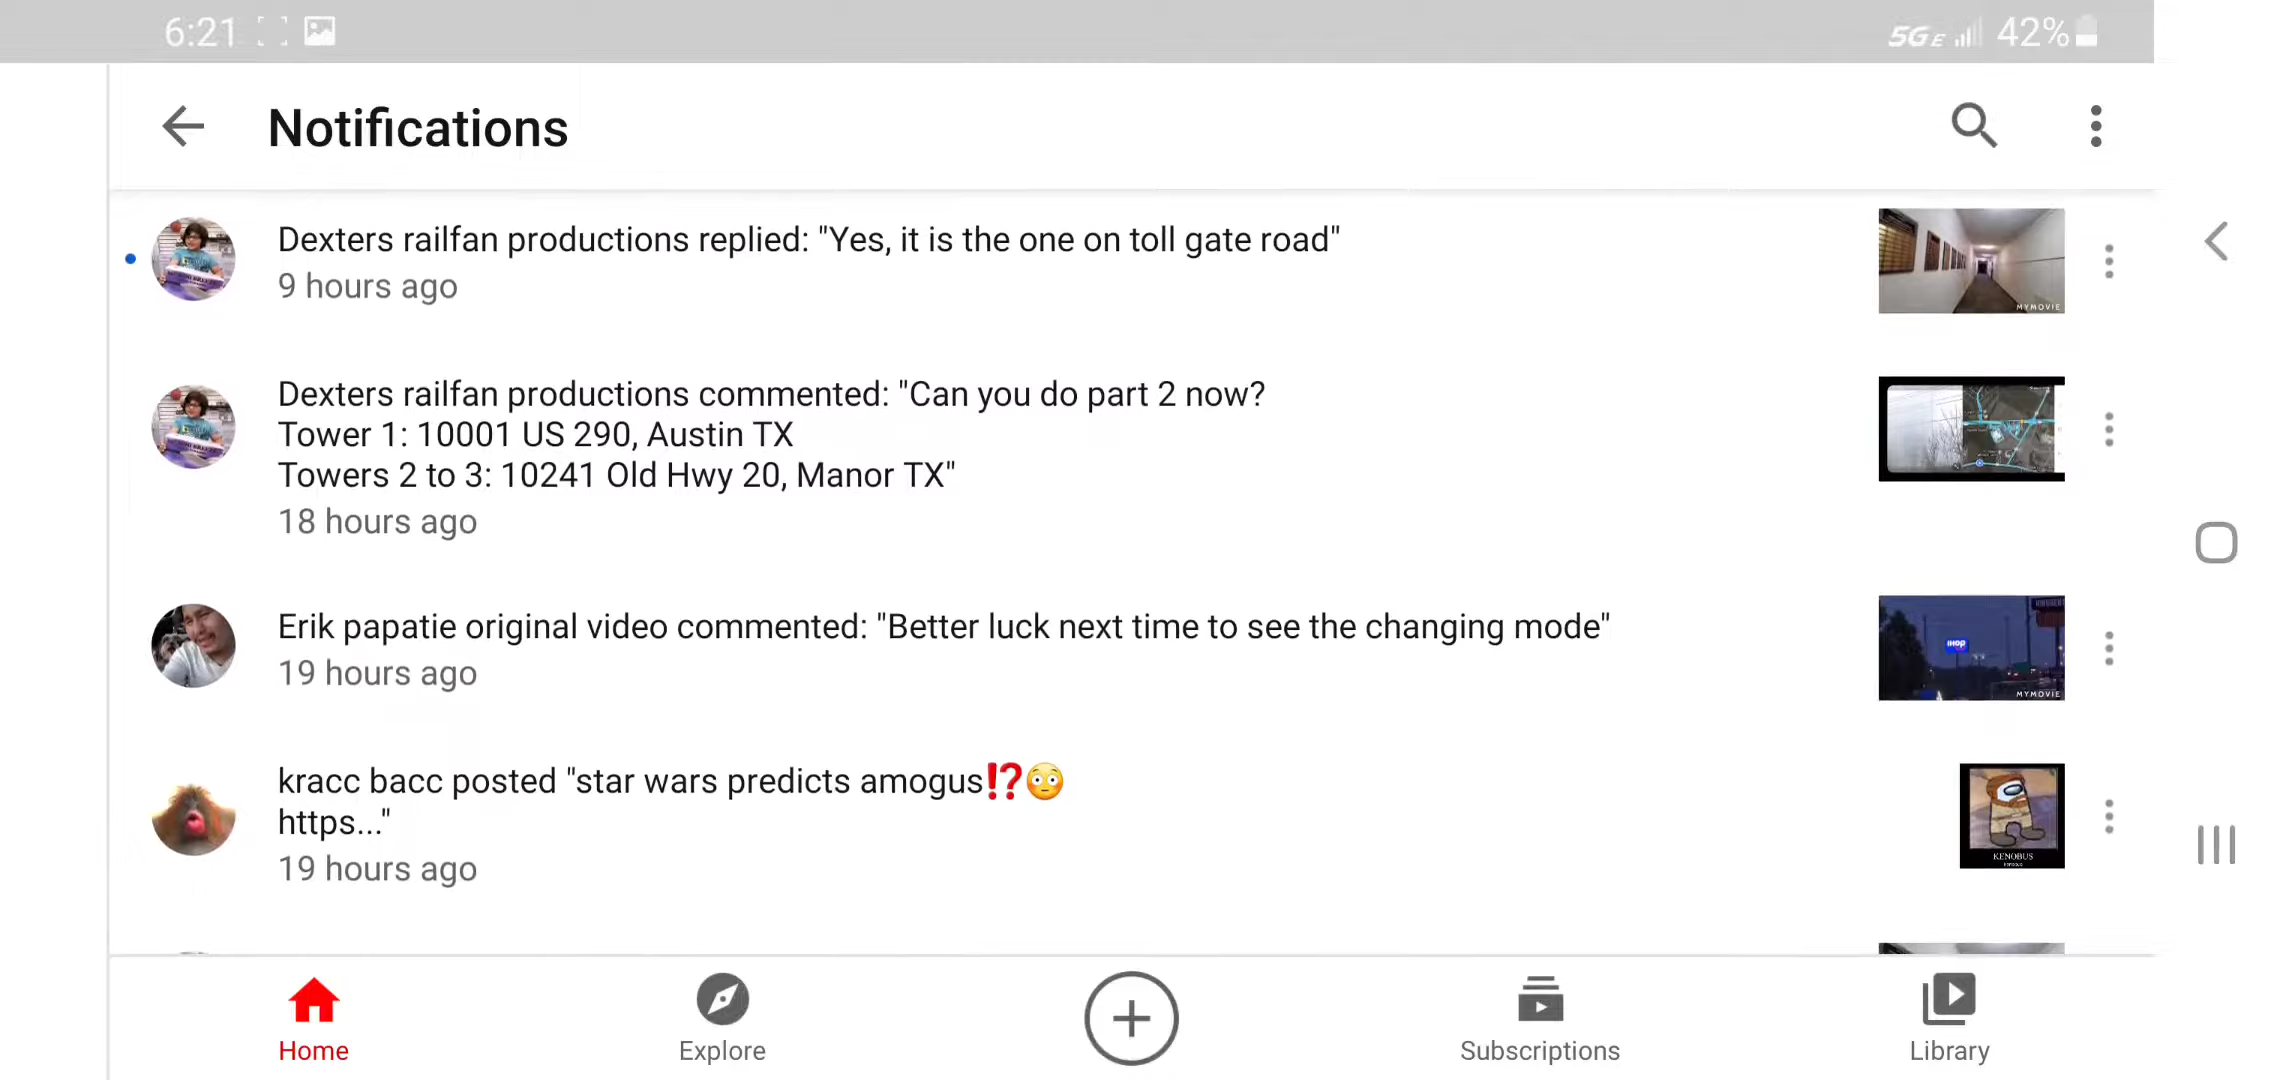 6:21 5GE 42%
Notifications
Dexters railfan productions replied: "Yes, it is the one on toll gate road"
9 hours ago
MYMOVIE
Dexters railfan productions commented: "Can you do part 2 now?
Tower 1: 10001 US 290, Austin TX
Towers 2 to 3: 10241 Old Hwy 20, Manor TX"
18 hours ago
Erik papatie original video commented: "Better luck next time to see the changing mode"
19 hours ago
IHOP
MYMOVIE
kracc bacc posted "star wars predicts amogus⁉️😳
https..."
19 hours ago
KENOBUS
Home Explore Subscriptions Library